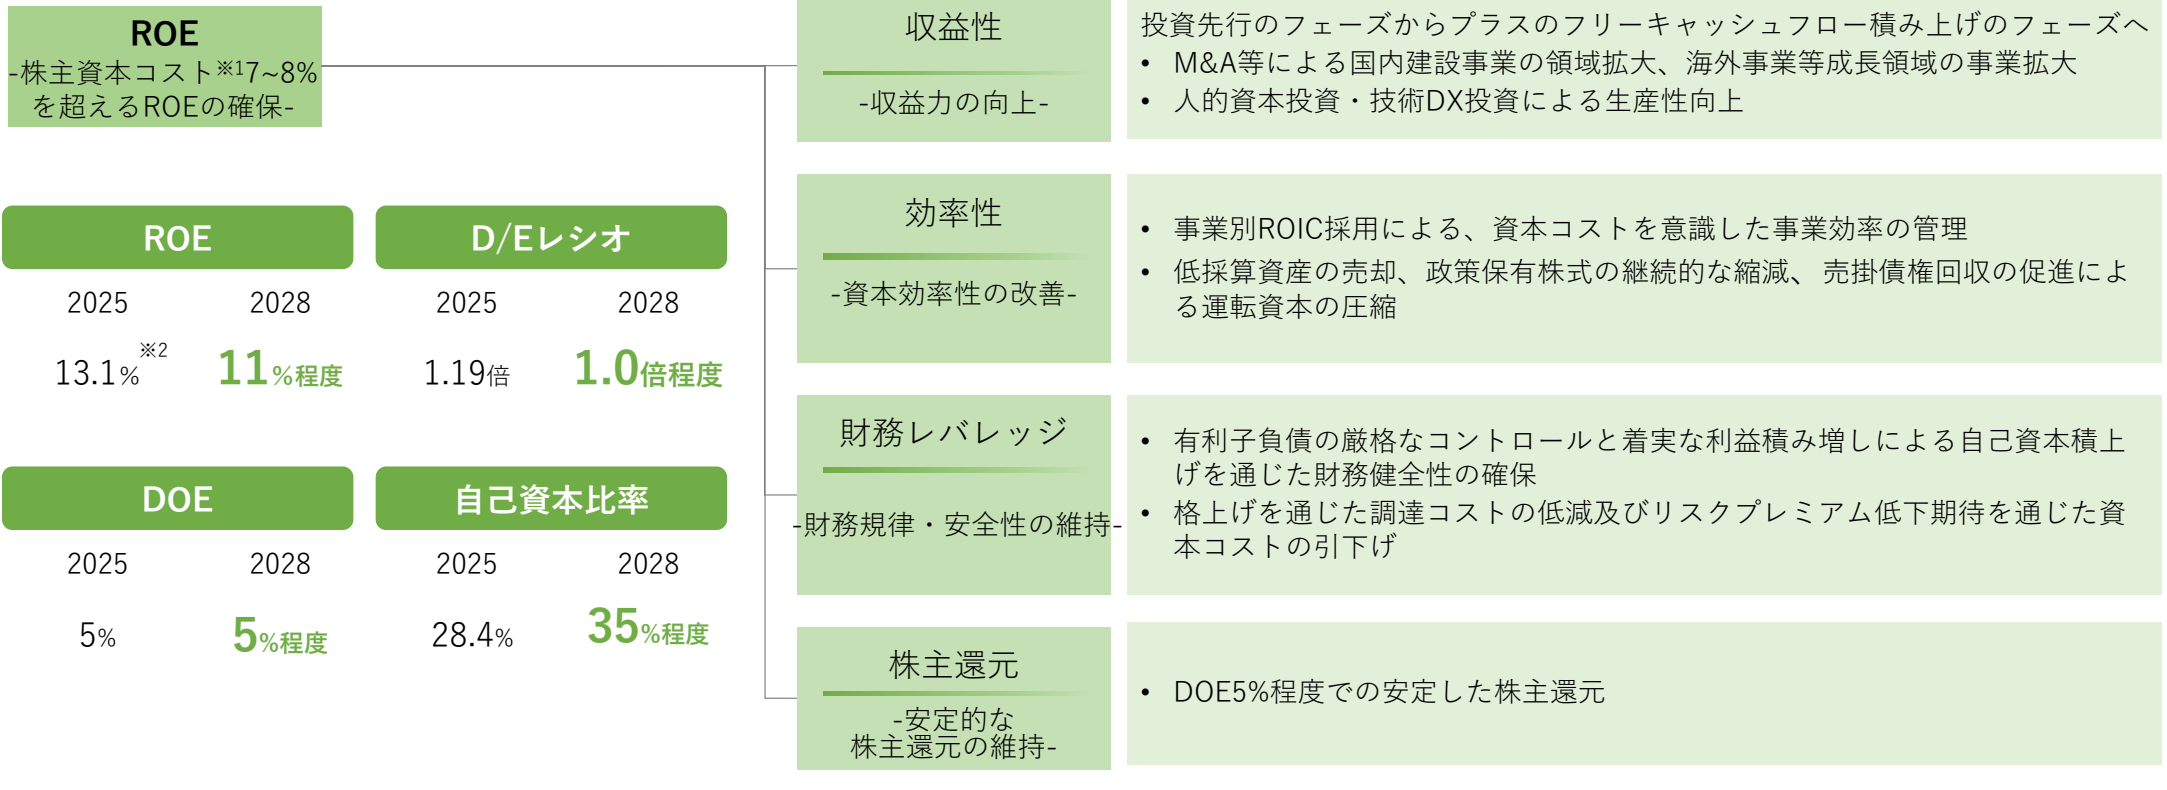 ROE
-株主資本コスト※17~8%
を超えるROEの確保-
ROE
2025
2028
13.1%※2
11%程度
D/Eレシオ
2025
2028
1.19倍
1.0倍程度
DOE
2025
2028
5%
5%程度
自己資本比率
2025
2028
28.4%
35%程度
収益性
-収益力の向上-
投資先行のフェーズからプラスのフリーキャッシュフロー積み上げのフェーズへ
• M&A等による国内建設事業の領域拡大、海外事業等成長領域の事業拡大
• 人的資本投資・技術DX投資による生産性向上
効率性
-資本効率性の改善-
• 事業別ROIC採用による、資本コストを意識した事業効率の管理
• 低採算資産の売却、政策保有株式の継続的な縮減、売掛債権回収の促進によ
る運転資本の圧縮
財務レバレッジ
-財務規律・安全性の維持-
• 有利子負債の厳格なコントロールと着実な利益積み増しによる自己資本積上
げを通じた財務健全性の確保
• 格上げを通じた調達コストの低減及びリスクプレミアム低下期待を通じた資
本コストの引下げ
株主還元
-安定的な
株主還元の維持-
• DOE5%程度での安定した株主還元